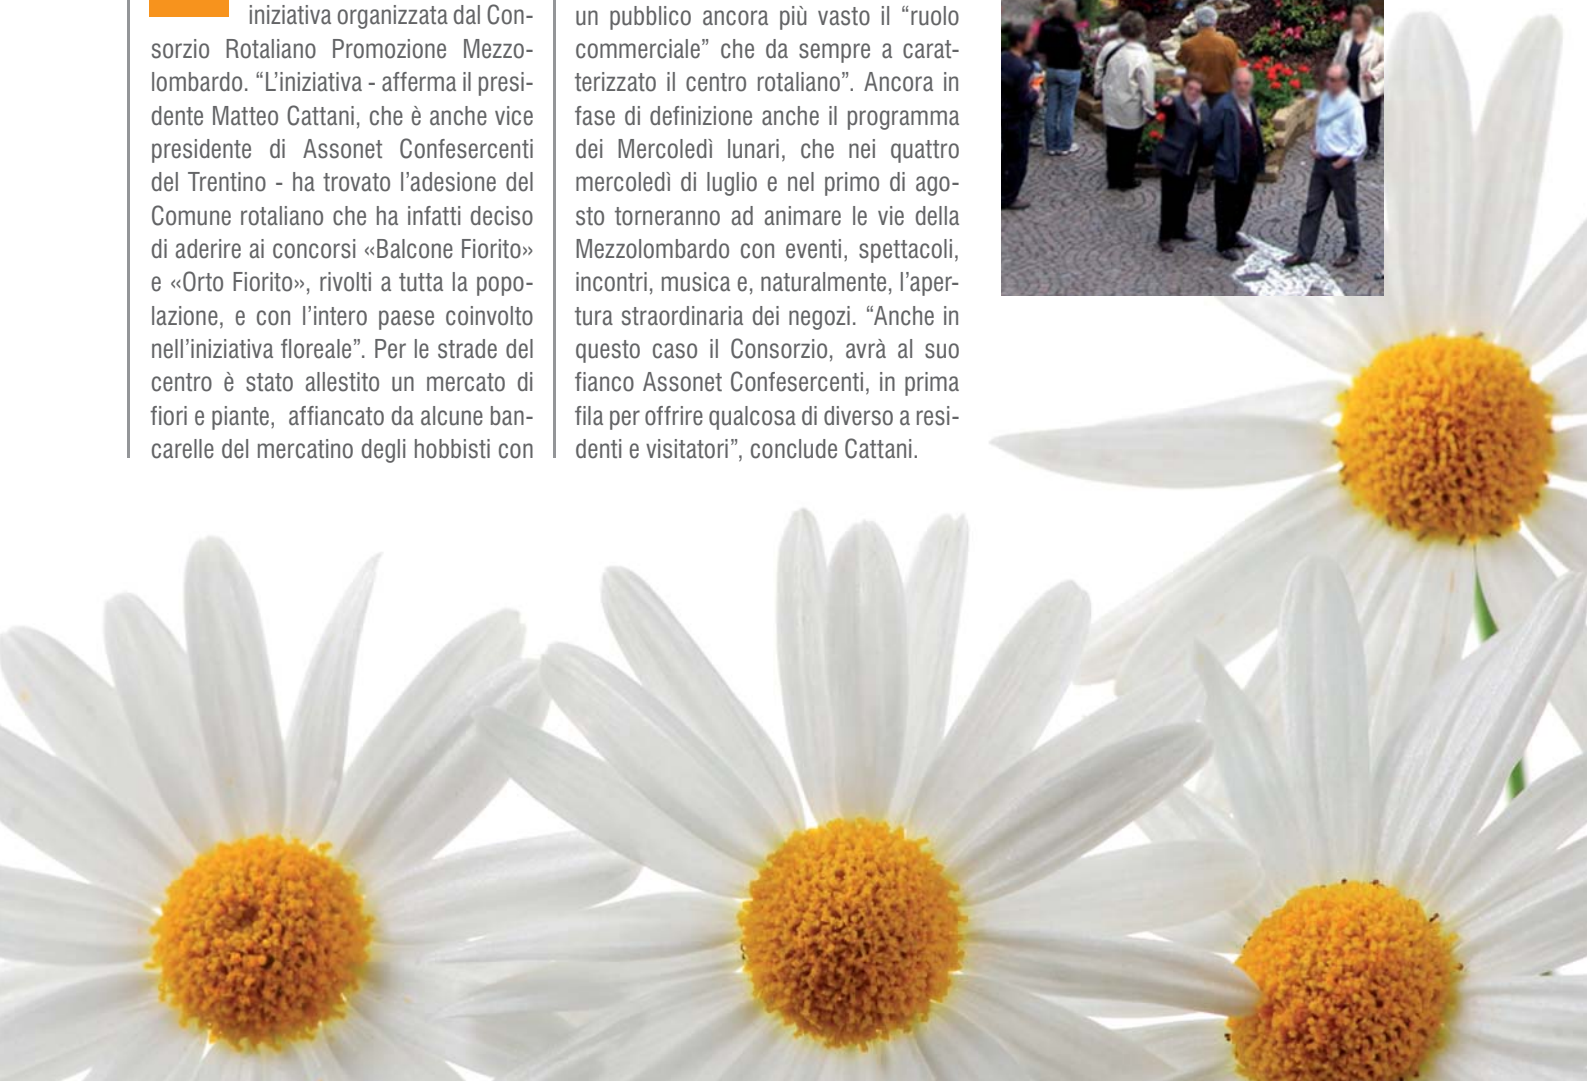 iniziativa organizzata dal Con-
sorzio Rotaliano Promozione Mezzo-
lombardo. “L’iniziativa - afferma il presi-
dente Matteo Cattani, che è anche vice
presidente di Assonet Confesercenti
del Trentino - ha trovato l’adesione del
Comune rotaliano che ha infatti deciso
di aderire ai concorsi «Balcone Fiorito»
e «Orto Fiorito», rivolti a tutta la popo-
lazione, e con l’intero paese coinvolto
nell’iniziativa floreale”. Per le strade del
centro è stato allestito un mercato di
fiori e piante, affiancato da alcune ban-
carelle del mercatino degli hobbisti con
un pubblico ancora più vasto il “ruolo
commerciale” che da sempre a carat-
terizzato il centro rotaliano”. Ancora in
fase di definizione anche il programma
dei Mercoledì lunari, che nei quattro
mercoledì di luglio e nel primo di ago-
sto torneranno ad animare le vie della
Mezzolombardo con eventi, spettacoli,
incontri, musica e, naturalmente, l’aper-
tura straordinaria dei negozi. “Anche in
questo caso il Consorzio, avrà al suo
fianco Assonet Confesercenti, in prima
fila per offrire qualcosa di diverso a resi-
denti e visitatori”, conclude Cattani.